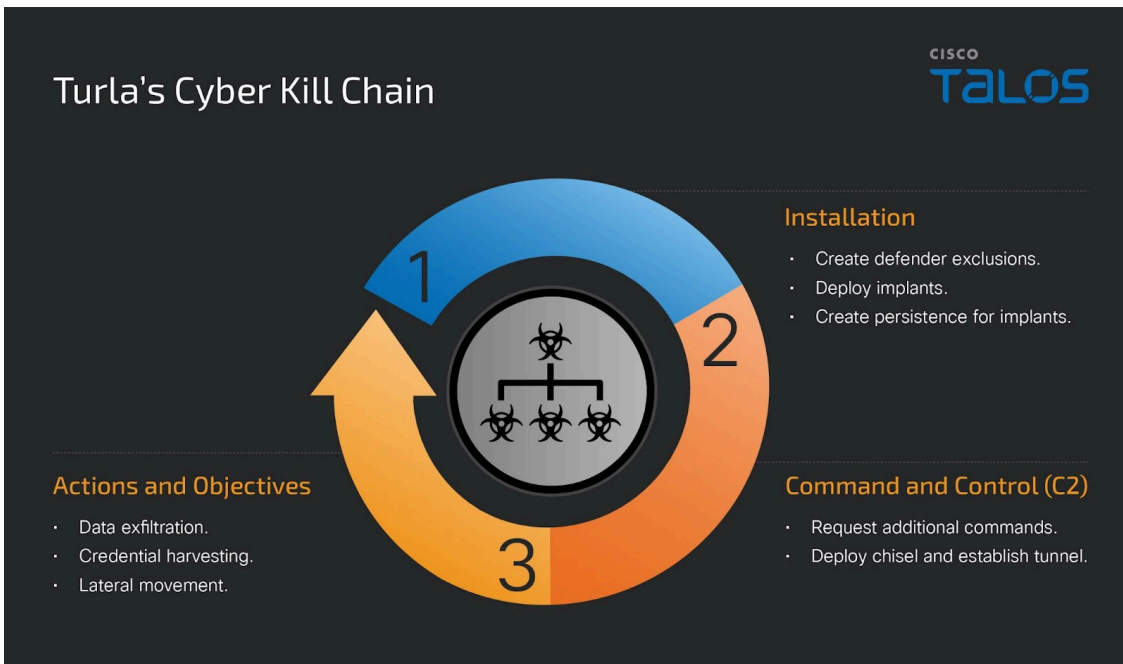 CISCO
TALOS
Turla's Cyber Kill Chain
1
Installation
· Create defender exclusions.
· Deploy implants.
· Create persistence for implants.
2
Command and Control (C2)
· Request additional commands.
· Deploy chisel and establish tunnel.
3
Actions and Objectives
· Data exfiltration.
· Credential harvesting.
· Lateral movement.